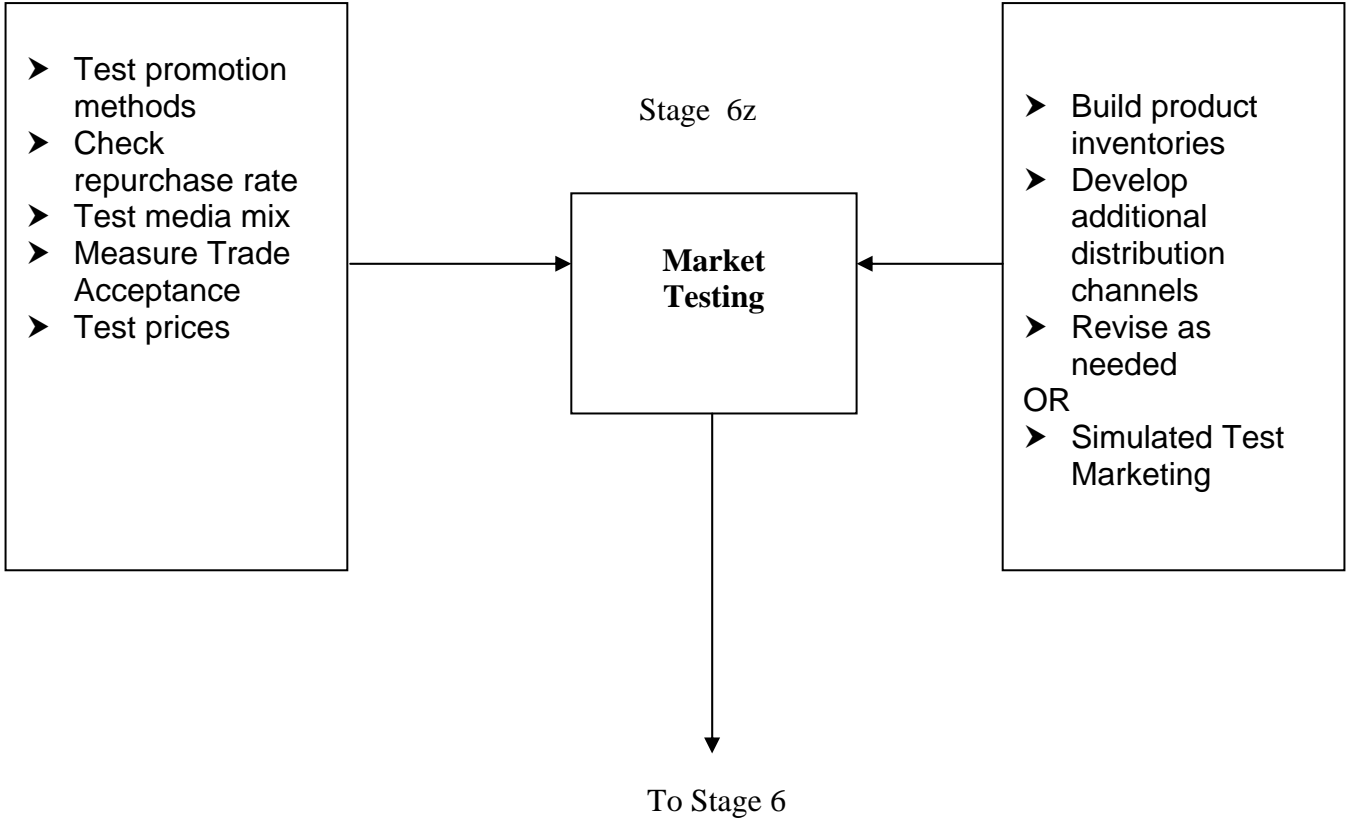 ➤ Test promotion
methods
➤ Check
repurchase rate
➤ Test media mix
➤ Measure Trade
Acceptance
➤ Test prices
Stage 6z
Market
Testing
➤ Build product
inventories
➤ Develop
additional
distribution
channels
➤ Revise as
needed
OR
➤ Simulated Test
Marketing
To Stage 6